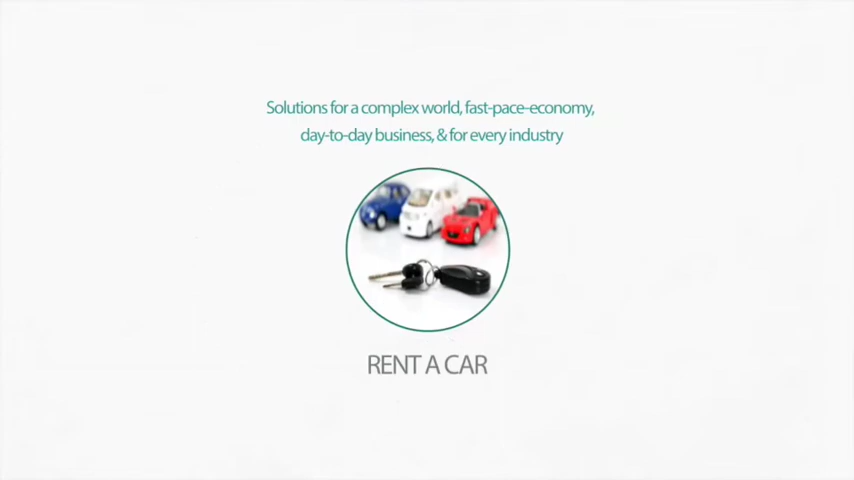 Solutions for a complex world, fast-pace-economy,
day-to-day business, & for every industry
RENT A CAR